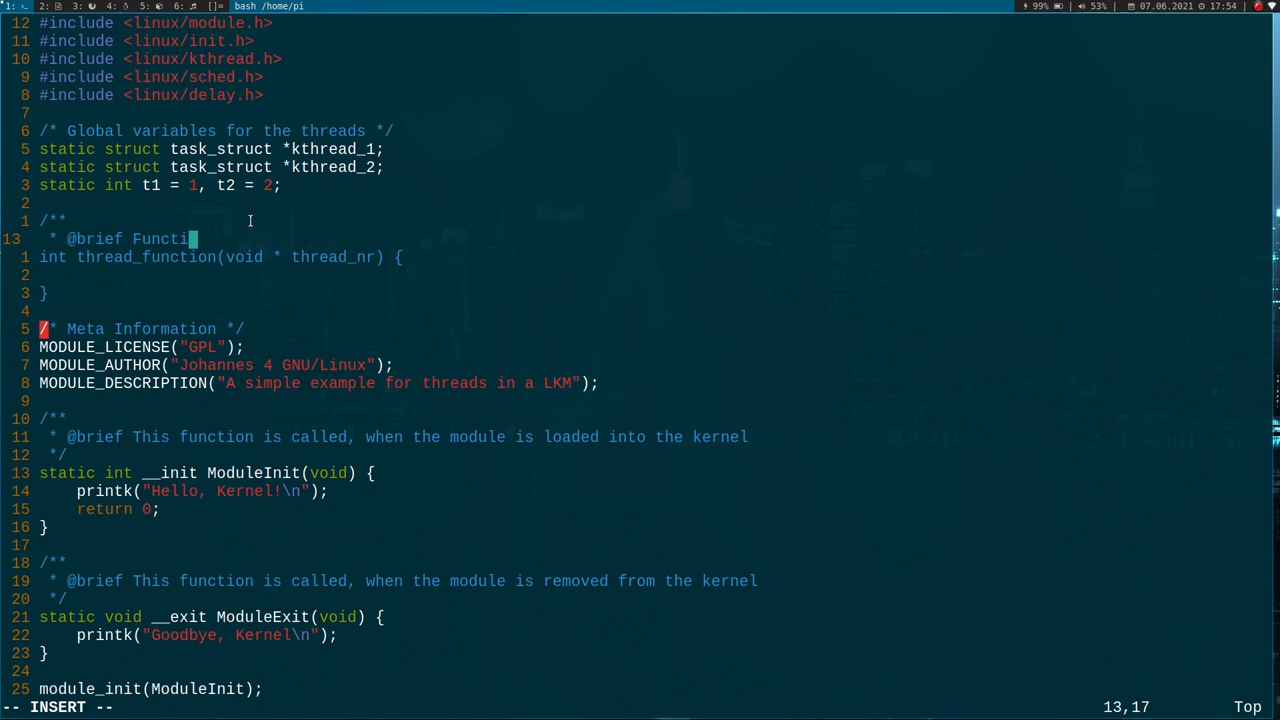 1: 2: 3: 4: 5: 6: []= bash /home/pi 99% | 53% | 07.06.2021 17:54
12 #include <linux/module.h>
11 #include <linux/init.h>
10 #include <linux/kthread.h>
9 #include <linux/sched.h>
8 #include <linux/delay.h>
7
6 /* Global variables for the threads */
5 static struct task_struct *kthread_1;
4 static struct task_struct *kthread_2;
3 static int t1 = 1, t2 = 2;
2
1 /**
13 * @brief Functi
1 int thread_function(void * thread_nr) {
2
3 }
4
5 /* Meta Information */
6 MODULE_LICENSE("GPL");
7 MODULE_AUTHOR("Johannes 4 GNU/Linux");
8 MODULE_DESCRIPTION("A simple example for threads in a LKM");
9
10 /**
11 * @brief This function is called, when the module is loaded into the kernel
12 */
13 static int __init ModuleInit(void) {
14 printk("Hello, Kernel!\n");
15 return 0;
16 }
17
18 /**
19 * @brief This function is called, when the module is removed from the kernel
20 */
21 static void __exit ModuleExit(void) {
22 printk("Goodbye, Kernel\n");
23 }
24
25 module_init(ModuleInit);
-- INSERT -- 13,17 Top